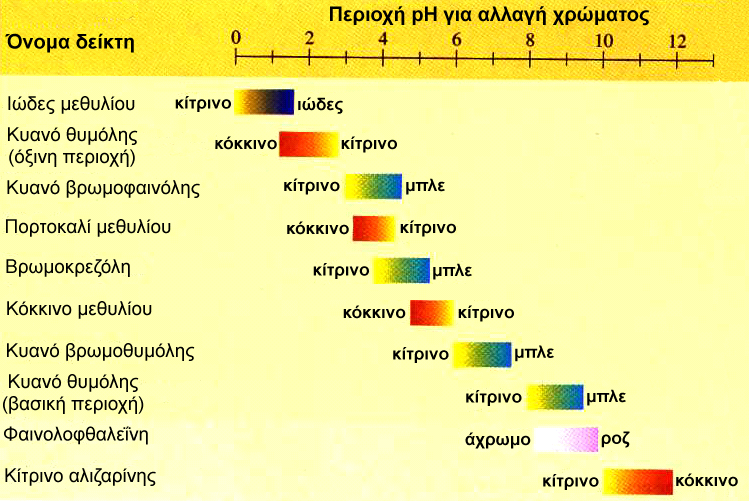 Περιοχή pH για αλλαγή χρώματος
Όνομα δείκτη
0 2 4 6 8 10 12
Ιώδες μεθυλίου κίτρινο ιώδες
Κυανό θυμόλης
(όξινη περιοχή) κόκκινο κίτρινο
Κυανό βρωμοφαινόλης κίτρινο μπλε
Πορτοκαλί μεθυλίου κόκκινο κίτρινο
Βρωμοκρεζόλη κίτρινο μπλε
Κόκκινο μεθυλίου κόκκινο κίτρινο
Κυανό βρωμοθυμόλης κίτρινο μπλε
Κυανό θυμόλης
(βασική περιοχή) κίτρινο μπλε
Φαινολοφθαλεΐνη άχρωμο ροζ
Κίτρινο αλιζαρίνης κίτρινο κόκκινο